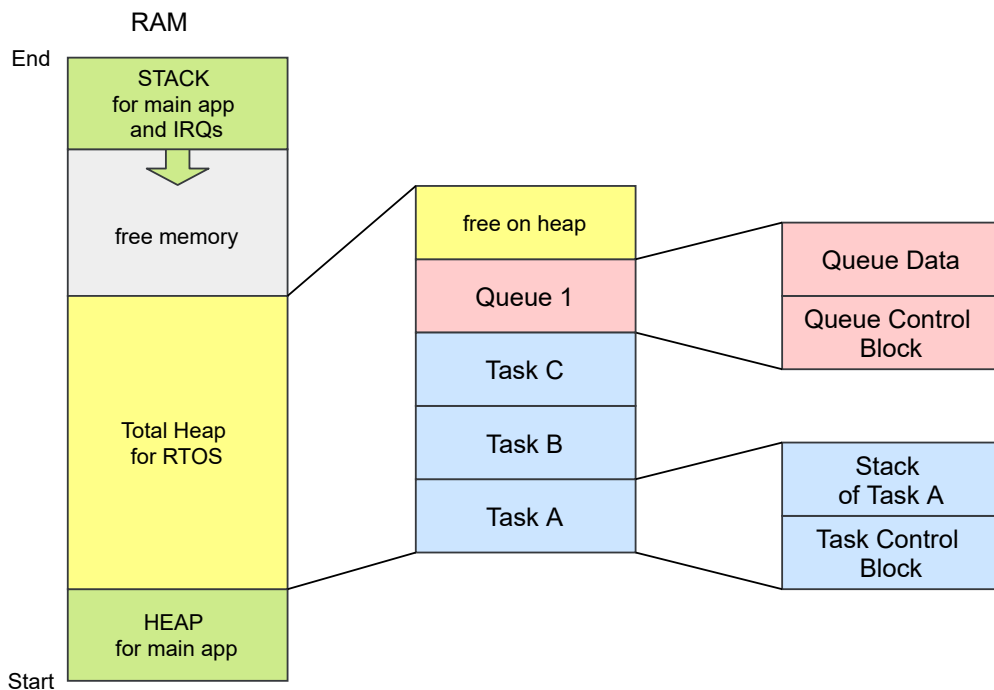 RAM
End
STACK
for main app
and IRQs
free memory
Total Heap
for RTOS
HEAP
for main app
Start
free on heap
Queue 1
Task C
Task B
Task A
Queue Data
Queue Control
Block
Stack
of Task A
Task Control
Block